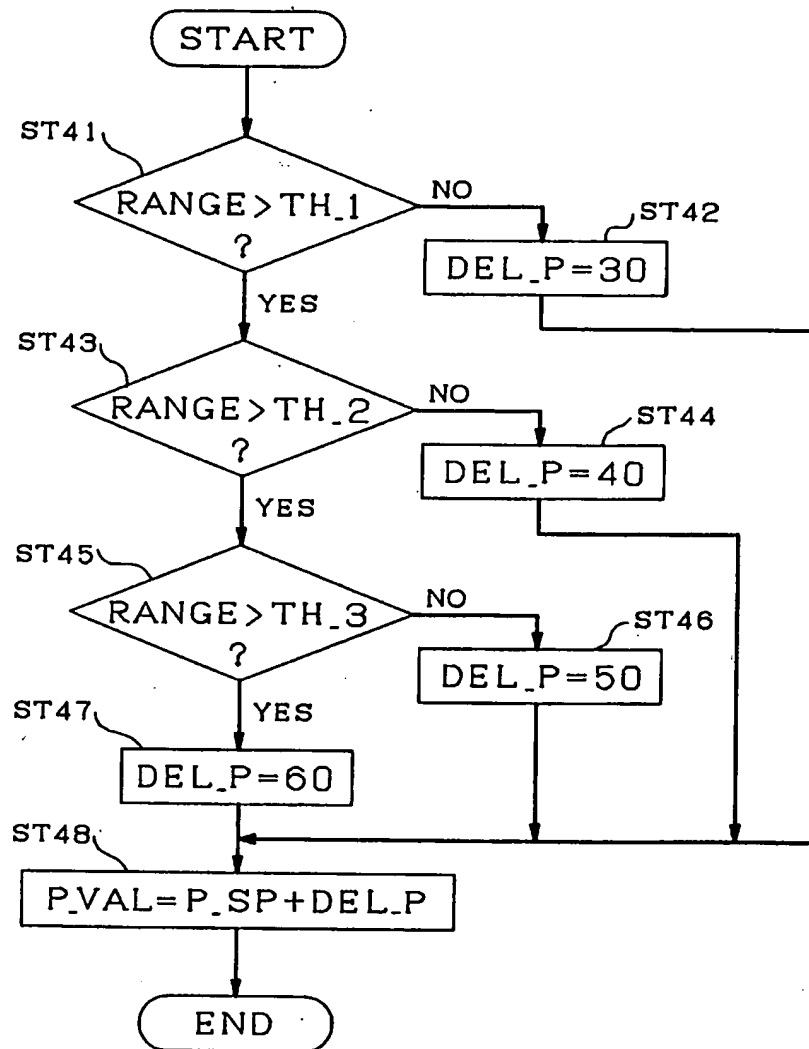 START
ST41
RANGE>TH_1
?
NO
ST42
DEL_P=30
YES
ST43
RANGE>TH_2
?
NO
ST44
DEL_P=40
YES
ST45
RANGE>TH_3
?
NO
ST46
DEL_P=50
YES
ST47
DEL_P=60
ST48
P_VAL=P_SP+DEL_P
END